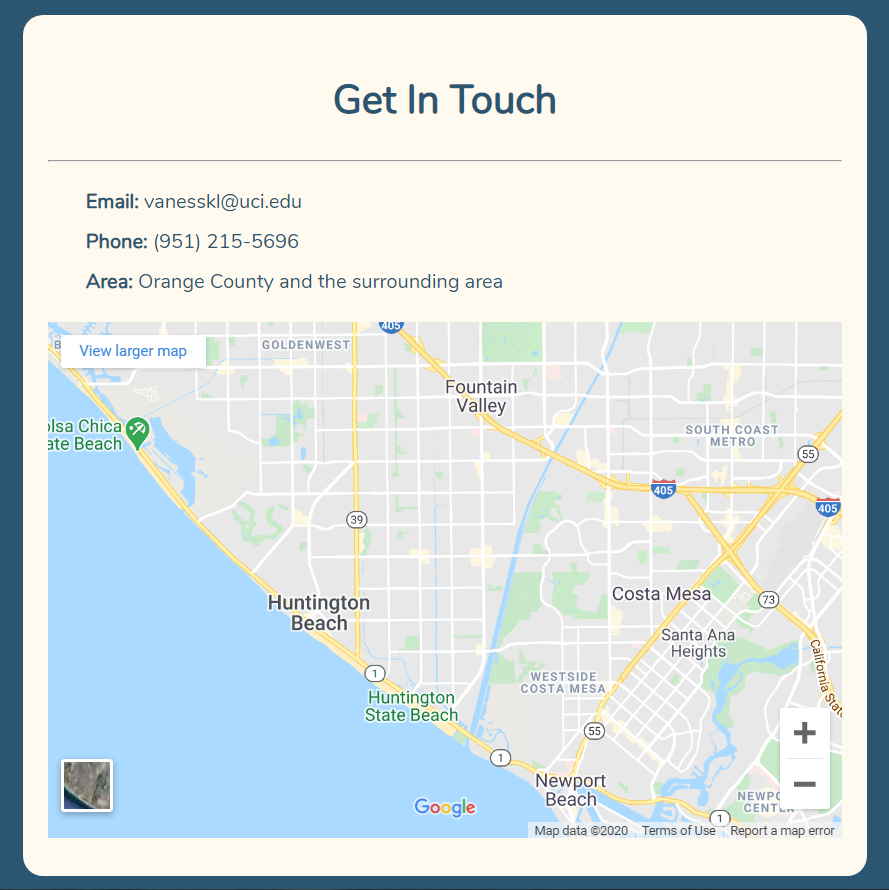 Get In Touch
Email: vanesskl@uci.edu
Phone: (951) 215-5696
Area: Orange County and the surrounding area
405
View larger map
GOLDENWEST
Fountain
Valley
olsa Chica
ate Beach
SOUTH COAST
METRO
55
405
405
39
Huntington
Beach
Costa Mesa
73
Santa Ana
Heights
California Sta
1
WESTSIDE
COSTA MESA
Huntington
State Beach
55
1
Newport
Beach
NEWPO
CENTER
1
Google
Map data ©2020 Terms of Use Report a map error